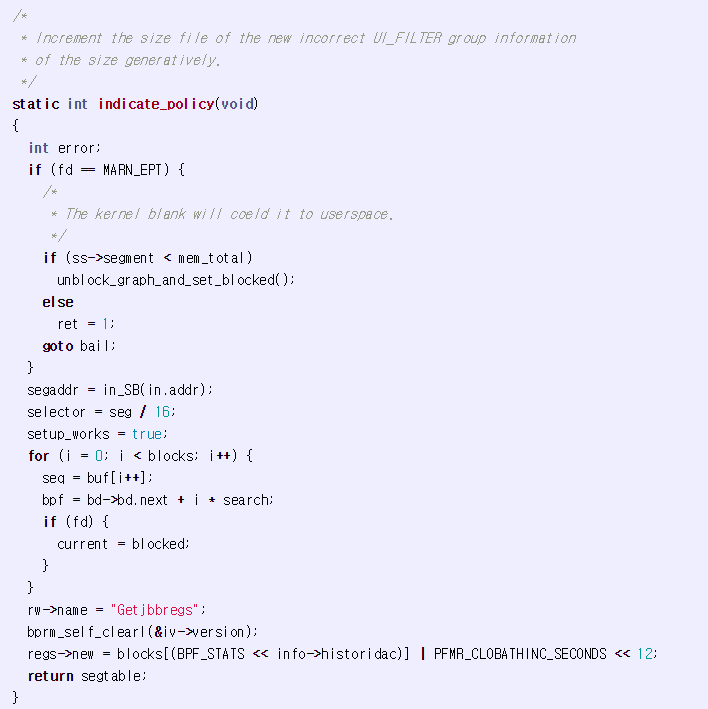 /*
 * Increment the size file of the new incorrect UI_FILTER group information
 * of the size generatively.
 */
static int indicate_policy(void)
{
  int error;
  if (fd == MARN_EPT) {
    /*
     * The kernel blank will coeld it to userspace.
     */
    if (ss->segment < mem_total)
      unblock_graph_and_set_blocked();
    else
      ret = 1;
    goto bail;
  }
  segaddr = in_SB(in.addr);
  selector = seg / 16;
  setup_works = true;
  for (i = 0; i < blocks; i++) {
    seq = buf[i++];
    bpf = bd->bd.next + i * search;
    if (fd) {
      current = blocked;
    }
  }
  rw->name = "Getjbbregs";
  bprm_self_clearl(&iv->version);
  regs->new = blocks[(BPF_STATS << info->historidac)] | PFMR_CLOBATHINC_SECONDS << 12;
  return segtable;
}